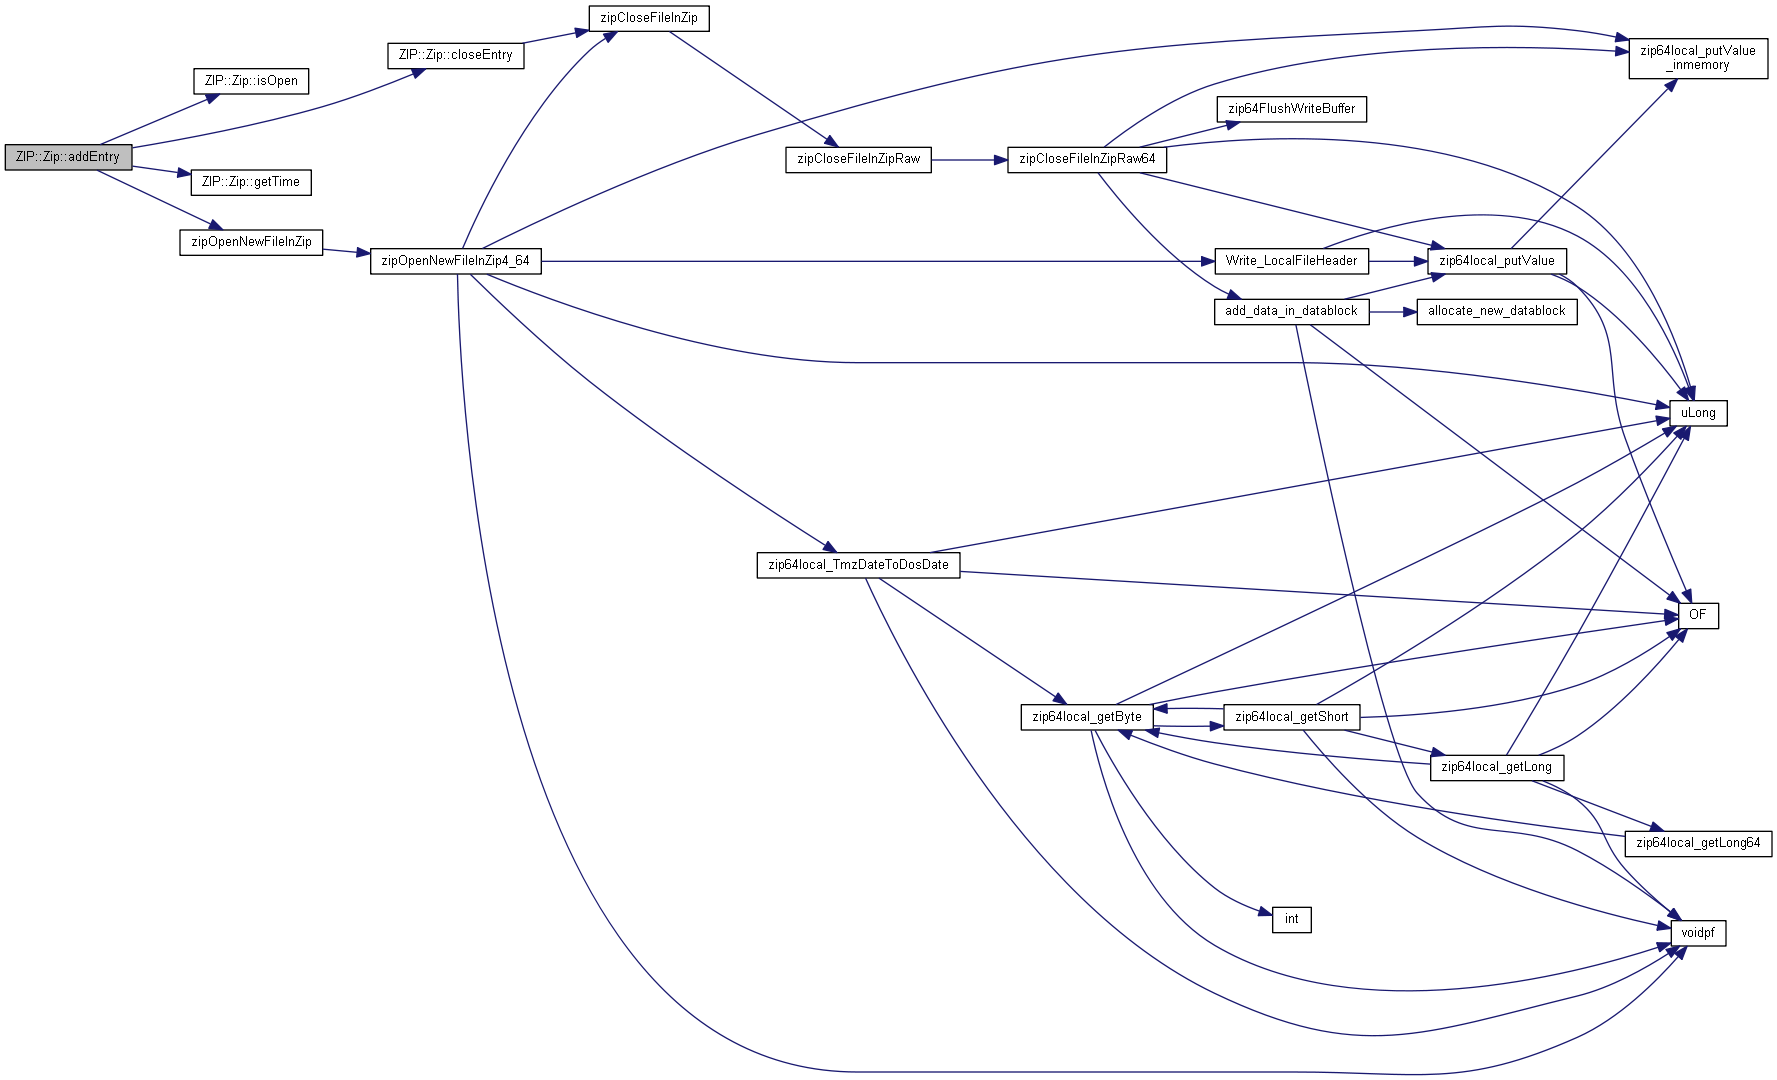 zipCloseFileInZip
ZIP::Zip::closeEntry
zip64local_putValue
_inmemory
ZIP::Zip::isOpen
zip64FlushWriteBuffer
ZIP::Zip::addEntry
zipCloseFileInZipRaw
zipCloseFileInZipRaw64
ZIP::Zip::getTime
zipOpenNewFileInZip
zipOpenNewFileInZip4_64
Write_LocalFileHeader
zip64local_putValue
add_data_in_datablock
allocate_new_datablock
uLong
zip64local_TmzDateToDosDate
OF
zip64local_getByte
zip64local_getShort
zip64local_getLong
zip64local_getLong64
int
voidpf